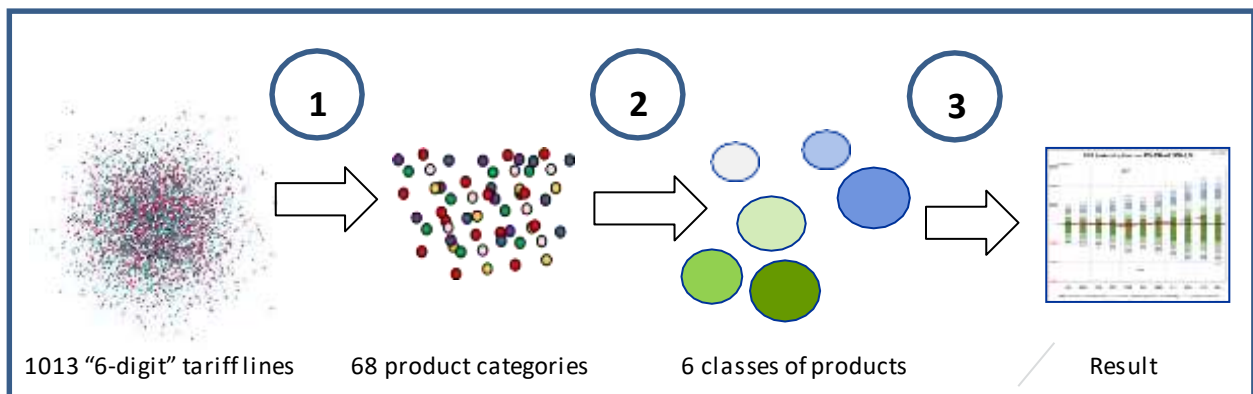 1 2 3
1013 “6-digit” tariff lines 68 product categories 6 classes of products Result